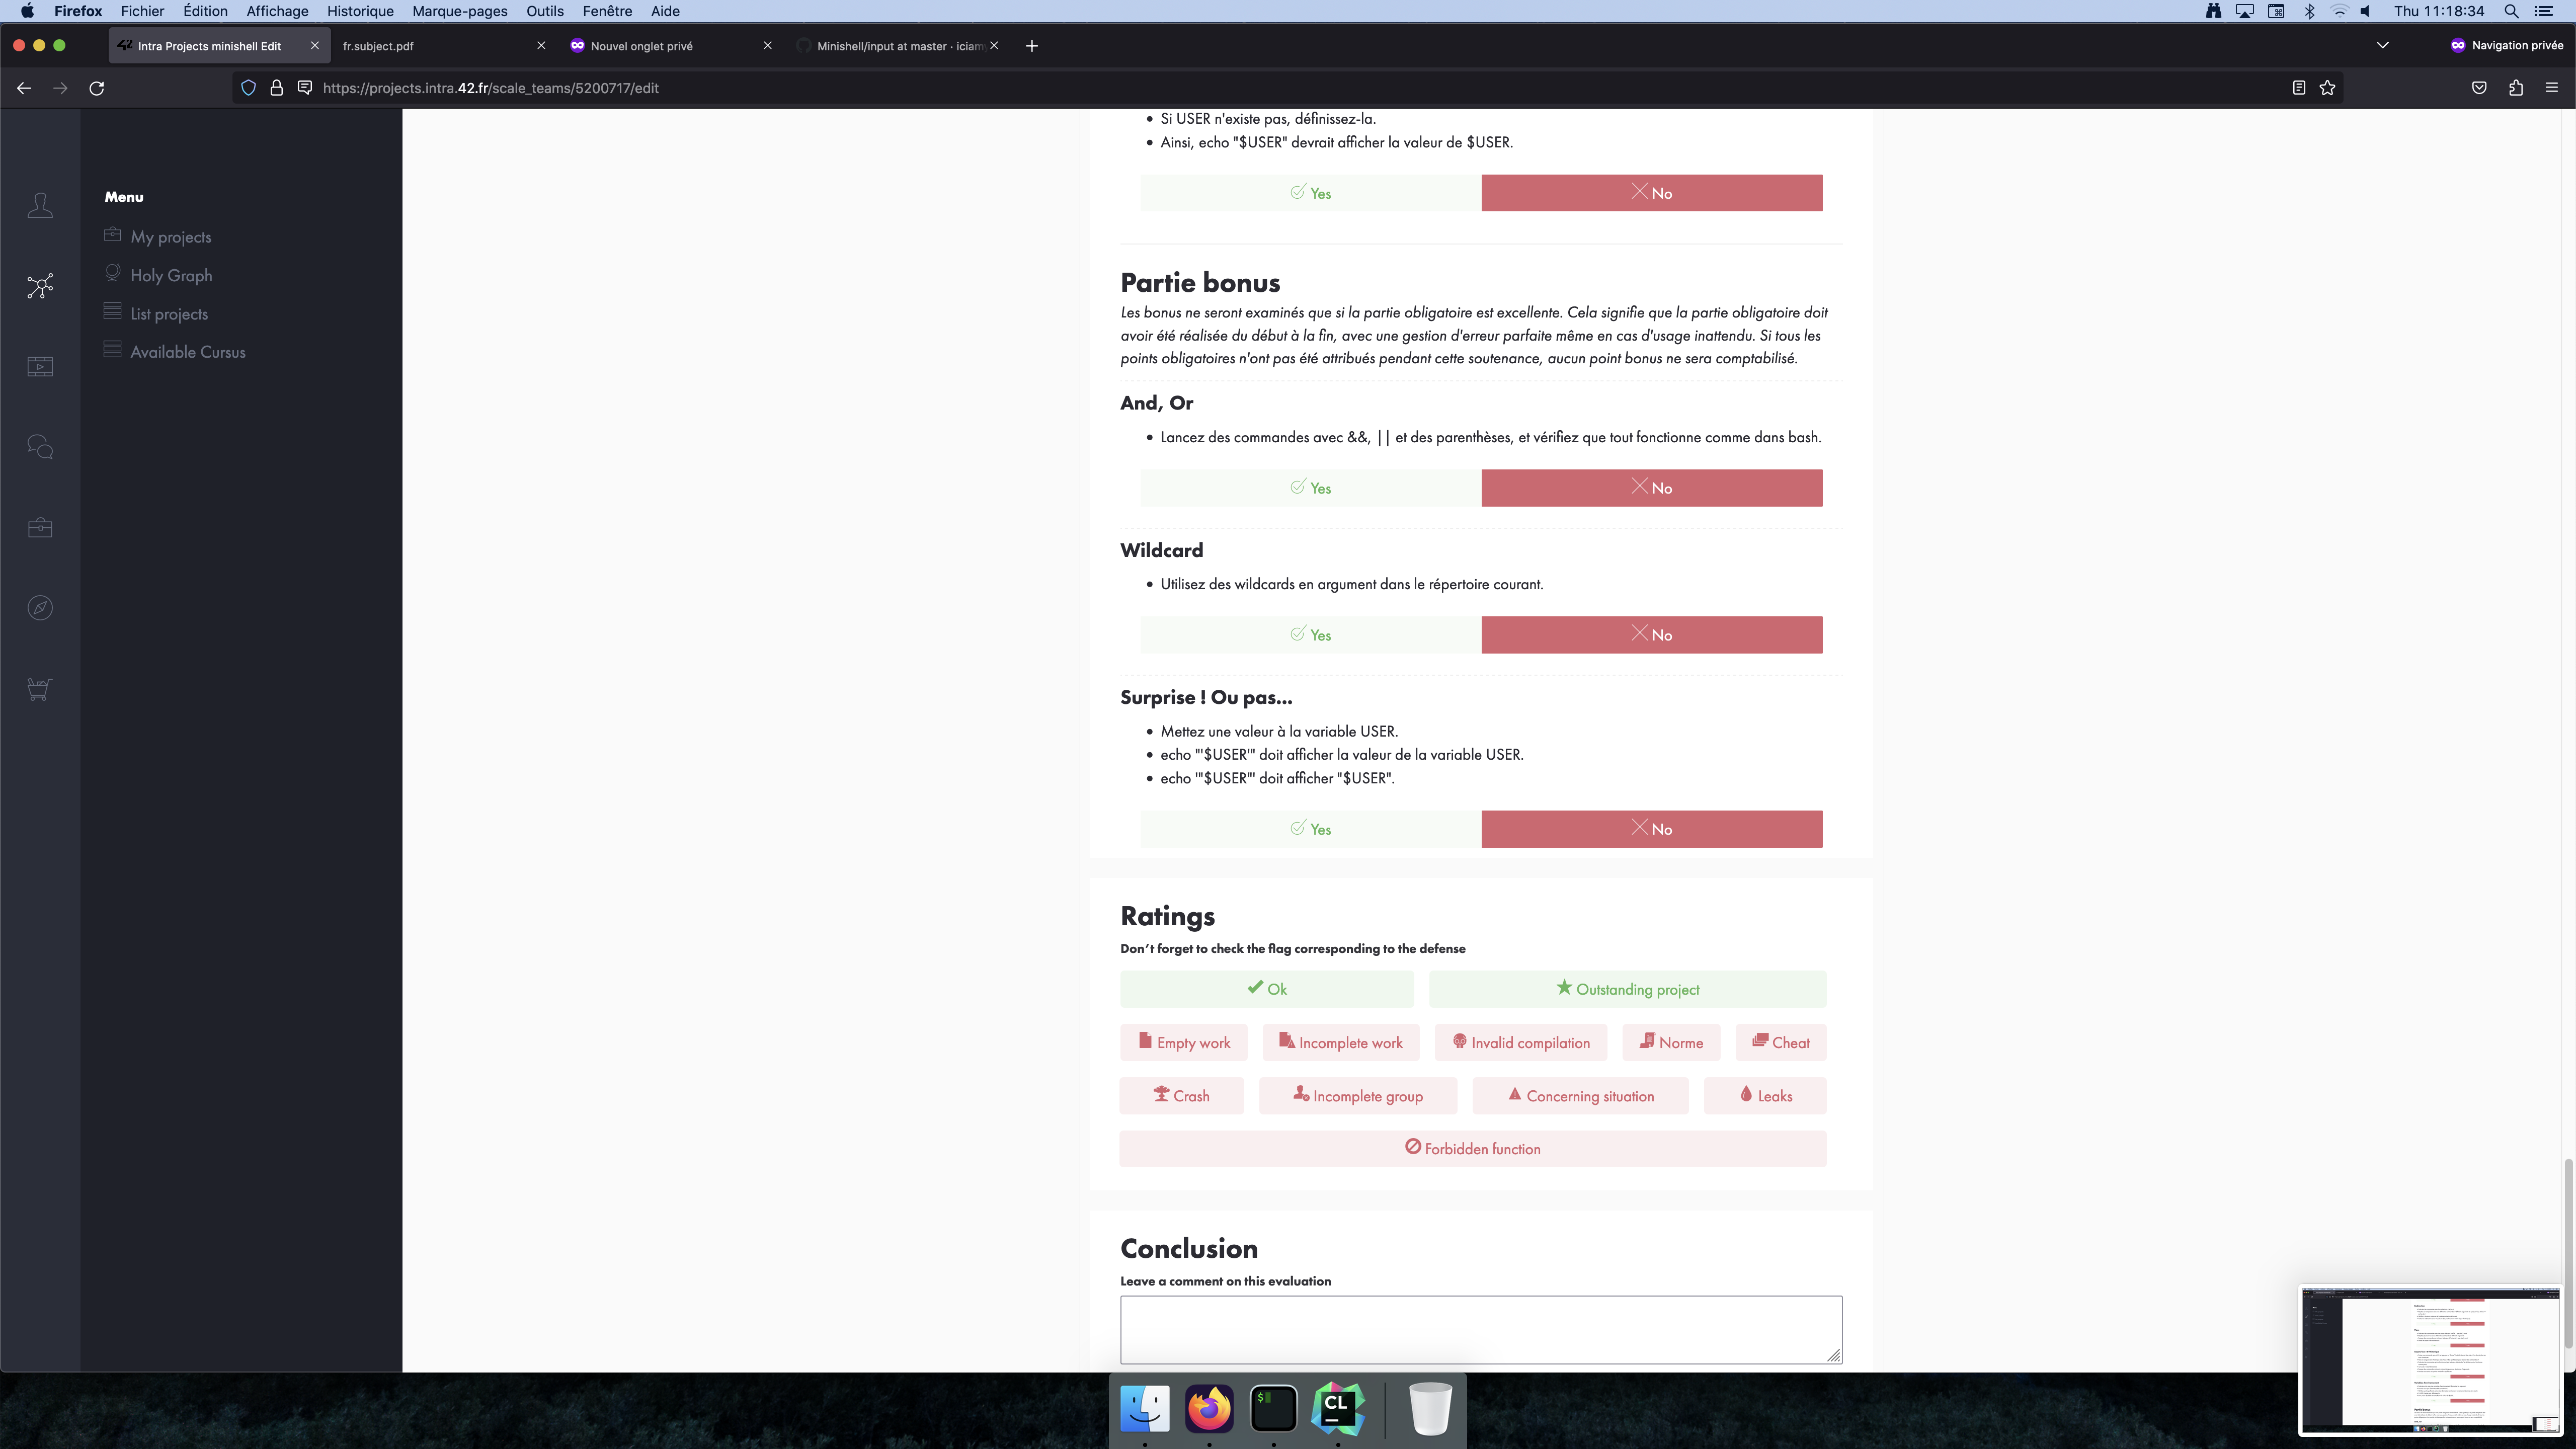 Firefox Fichier Édition Affichage Historique Marque-pages Outils Fenêtre Aide
Thu 11:18:34
42 Intra Projects minishell Edit
fr.subject.pdf
Nouvel onglet privé
Minishell/input at master · iciam
Navigation privée
https://projects.intra.42.fr/scale_teams/5200717/edit
Menu
My projects
Holy Graph
List projects
Available Cursus
• Si USER n'existe pas, définissez-la.
• Ainsi, echo "$USER" devrait afficher la valeur de $USER.
Yes No
Partie bonus
Les bonus ne seront examinés que si la partie obligatoire est excellente. Cela signifie que la partie obligatoire doit
avoir été réalisée du début à la fin, avec une gestion d'erreur parfaite même en cas d'usage inattendu. Si tous les
points obligatoires n'ont pas été attribués pendant cette soutenance, aucun point bonus ne sera comptabilisé.
And, Or
• Lancez des commandes avec &&, || et des parenthèses, et vérifiez que tout fonctionne comme dans bash.
Yes No
Wildcard
• Utilisez des wildcards en argument dans le répertoire courant.
Yes No
Surprise ! Ou pas...
• Mettez une valeur à la variable USER.
• echo "'$USER'" doit afficher la valeur de la variable USER.
• echo '"$USER"' doit afficher "$USER".
Yes No
Ratings
Don't forget to check the flag corresponding to the defense
Ok Outstanding project
Empty work Incomplete work Invalid compilation Norme Cheat
Crash Incomplete group Concerning situation Leaks
Forbidden function
Conclusion
Leave a comment on this evaluation
$
CL